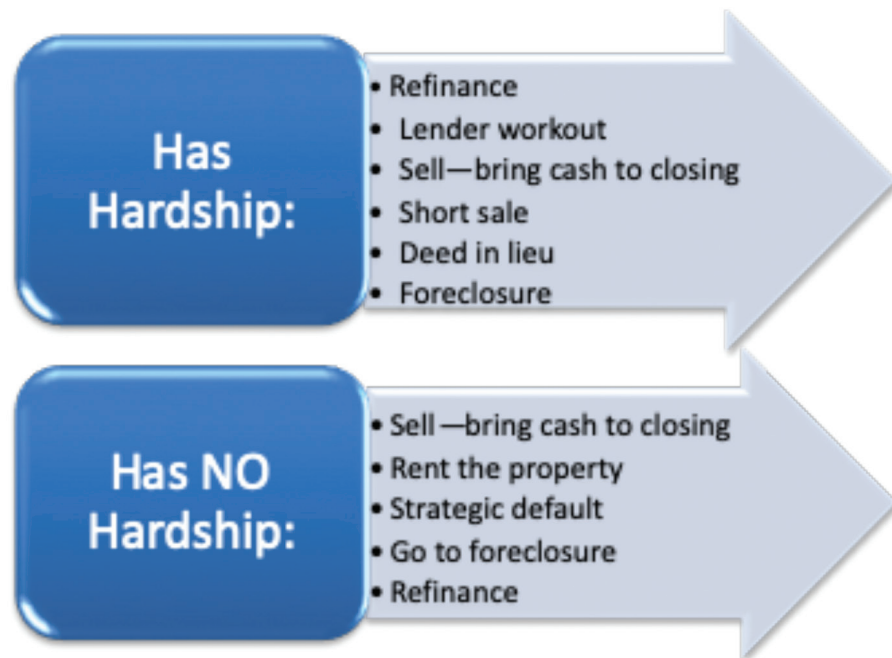 Has
Hardship:
• Refinance
• Lender workout
• Sell—bring cash to closing
• Short sale
• Deed in lieu
• Foreclosure
Has NO
Hardship:
• Sell—bring cash to closing
• Rent the property
• Strategic default
• Go to foreclosure
• Refinance